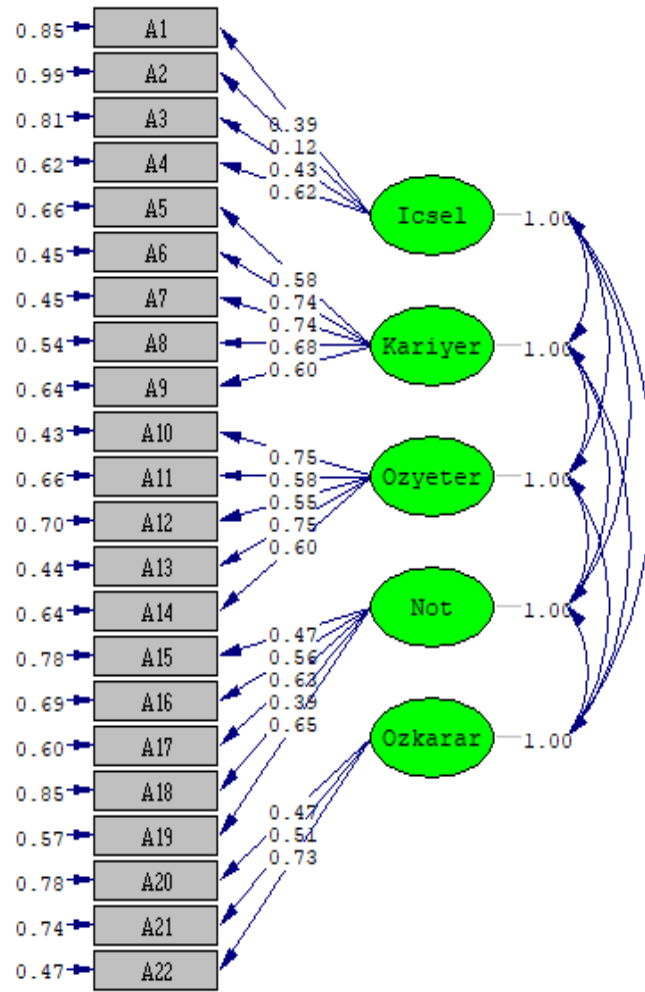 0.85 A1
0.99 A2
0.81 A3
0.62 A4
0.66 A5
0.45 A6
0.45 A7
0.54 A8
0.64 A9
0.43 A10
0.66 A11
0.70 A12
0.44 A13
0.64 A14
0.78 A15
0.69 A16
0.60 A17
0.85 A18
0.57 A19
0.78 A20
0.74 A21
0.47 A22
0.39
0.12
0.43
0.62
0.58
0.74
0.74
0.68
0.60
0.75
0.58
0.55
0.75
0.60
0.47
0.56
0.63
0.39
0.65
0.47
0.51
0.73
Icsel 1.00
Kariyer 1.00
Ozyeter 1.00
Not 1.00
Ozkarar 1.00